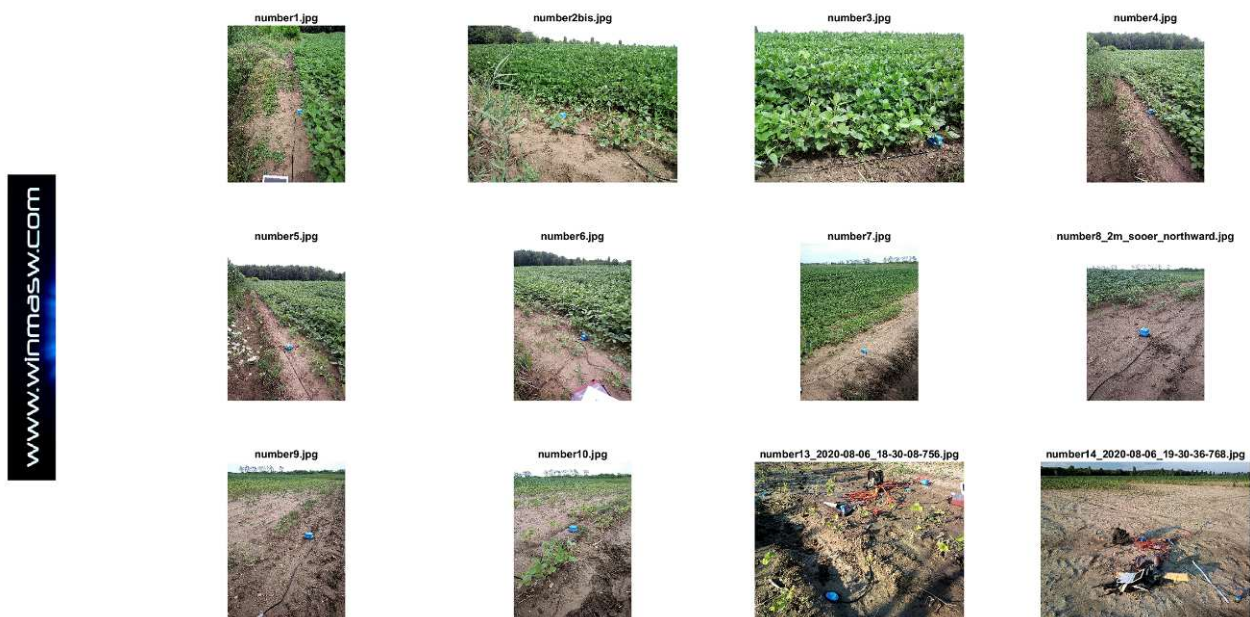 www.winmasw.com
number1.jpg
number2bis.jpg
number3.jpg
number4.jpg
number5.jpg
number6.jpg
number7.jpg
number8_2m_sooer_northward.jpg
number9.jpg
number10.jpg
number13_2020-08-06_18-30-08-756.jpg
number14_2020-08-06_19-30-36-768.jpg